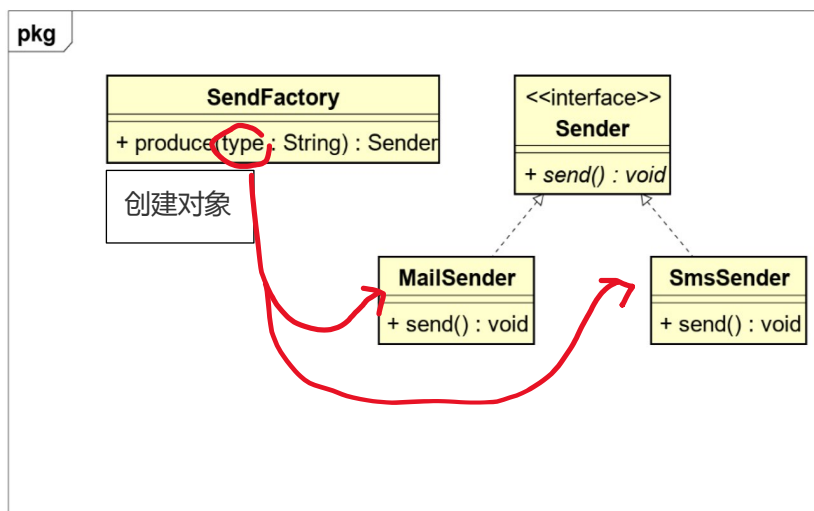 pkg
SendFactory
+ produce(type : String) : Sender
创建对象
<<interface>>
Sender
+ send() : void
MailSender
+ send() : void
SmsSender
+ send() : void